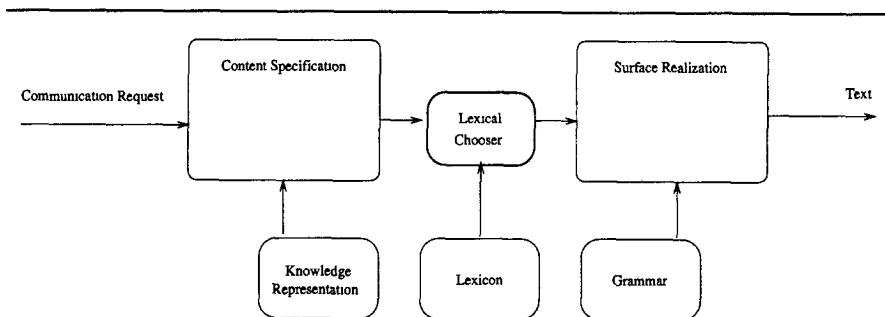 Content Specification
Surface Realization
Communication Request
Text
Lexical
Chooser
Knowledge
Representation
Lexicon
Grammar